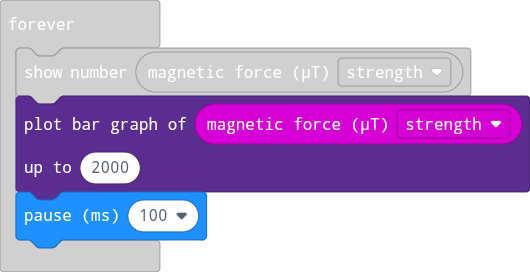 forever
show number magnetic force (µT) strength
plot bar graph of magnetic force (µT) strength
up to 2000
pause (ms) 100